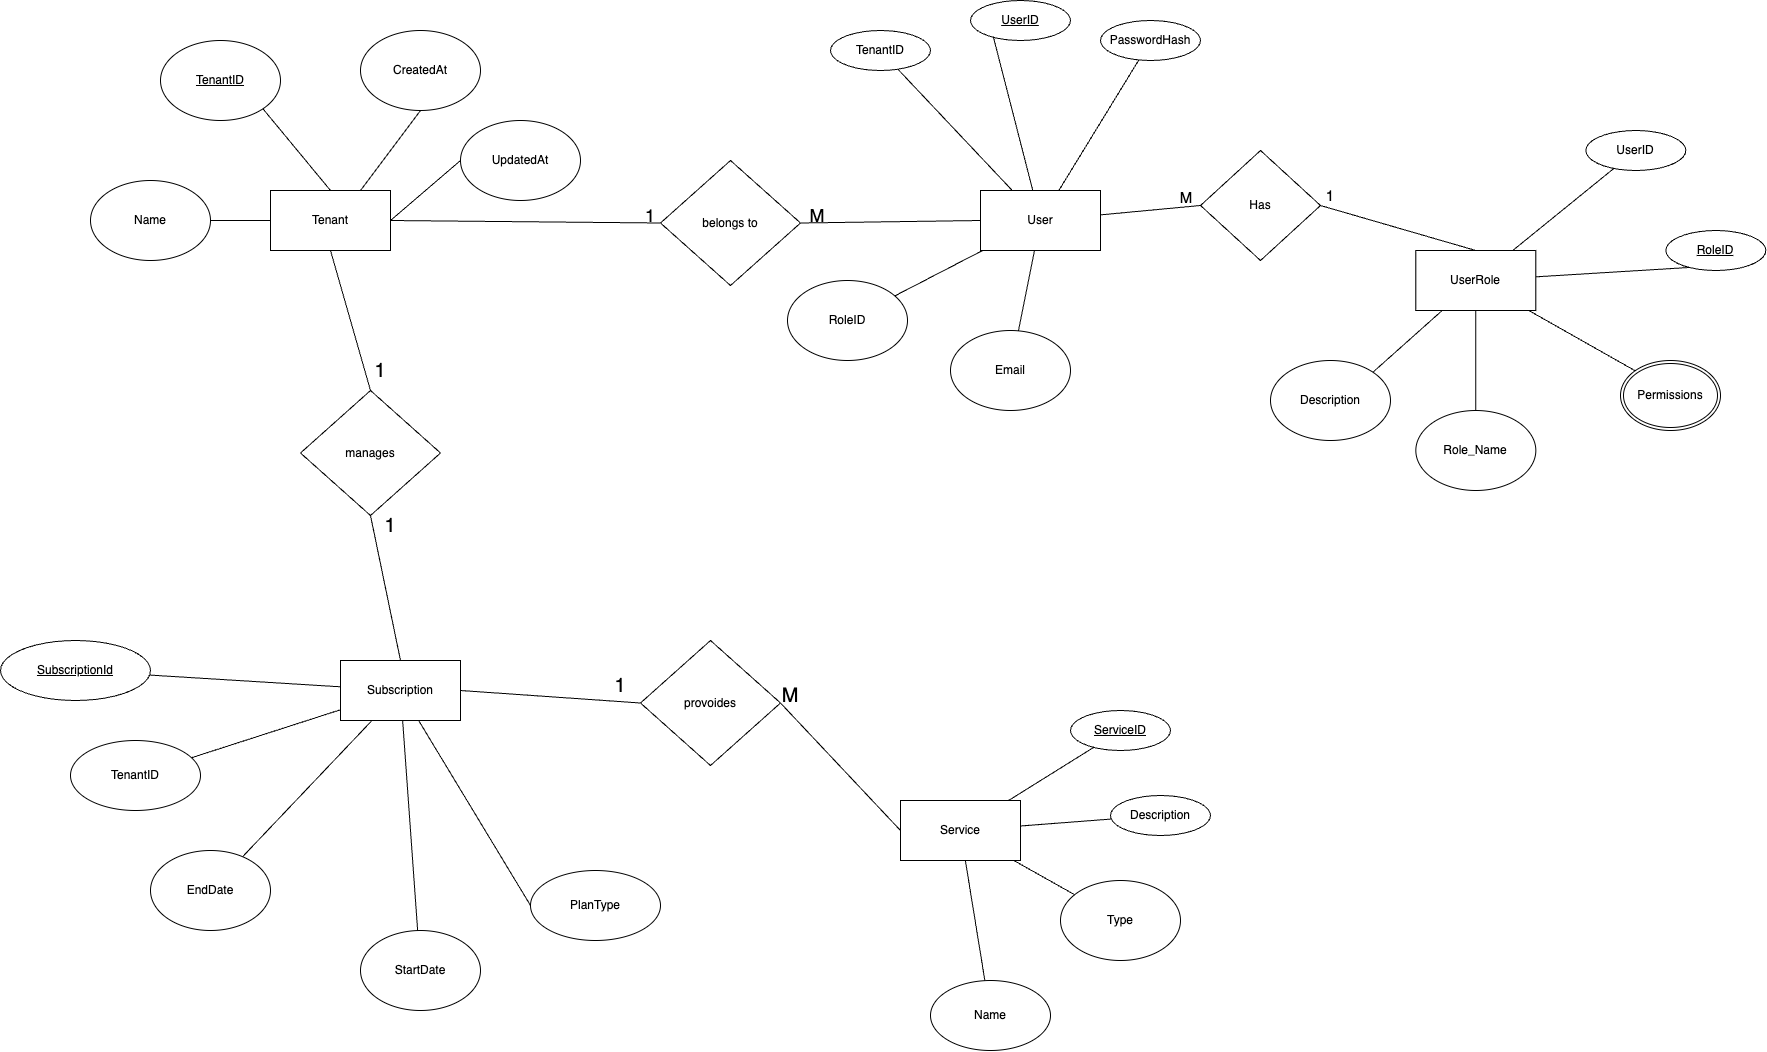 UserID
PasswordHash
TenantID
CreatedAt
TenantID
UserID
UpdatedAt
Name
Tenant
1
belongs to
M
User
M
Has
1
RoleID
UserRole
RoleID
Email
1
Description
Permissions
Role_Name
manages
1
SubscriptionId
Subscription
1
provoides
M
ServiceID
TenantID
Description
Service
EndDate
PlanType
Type
StartDate
Name